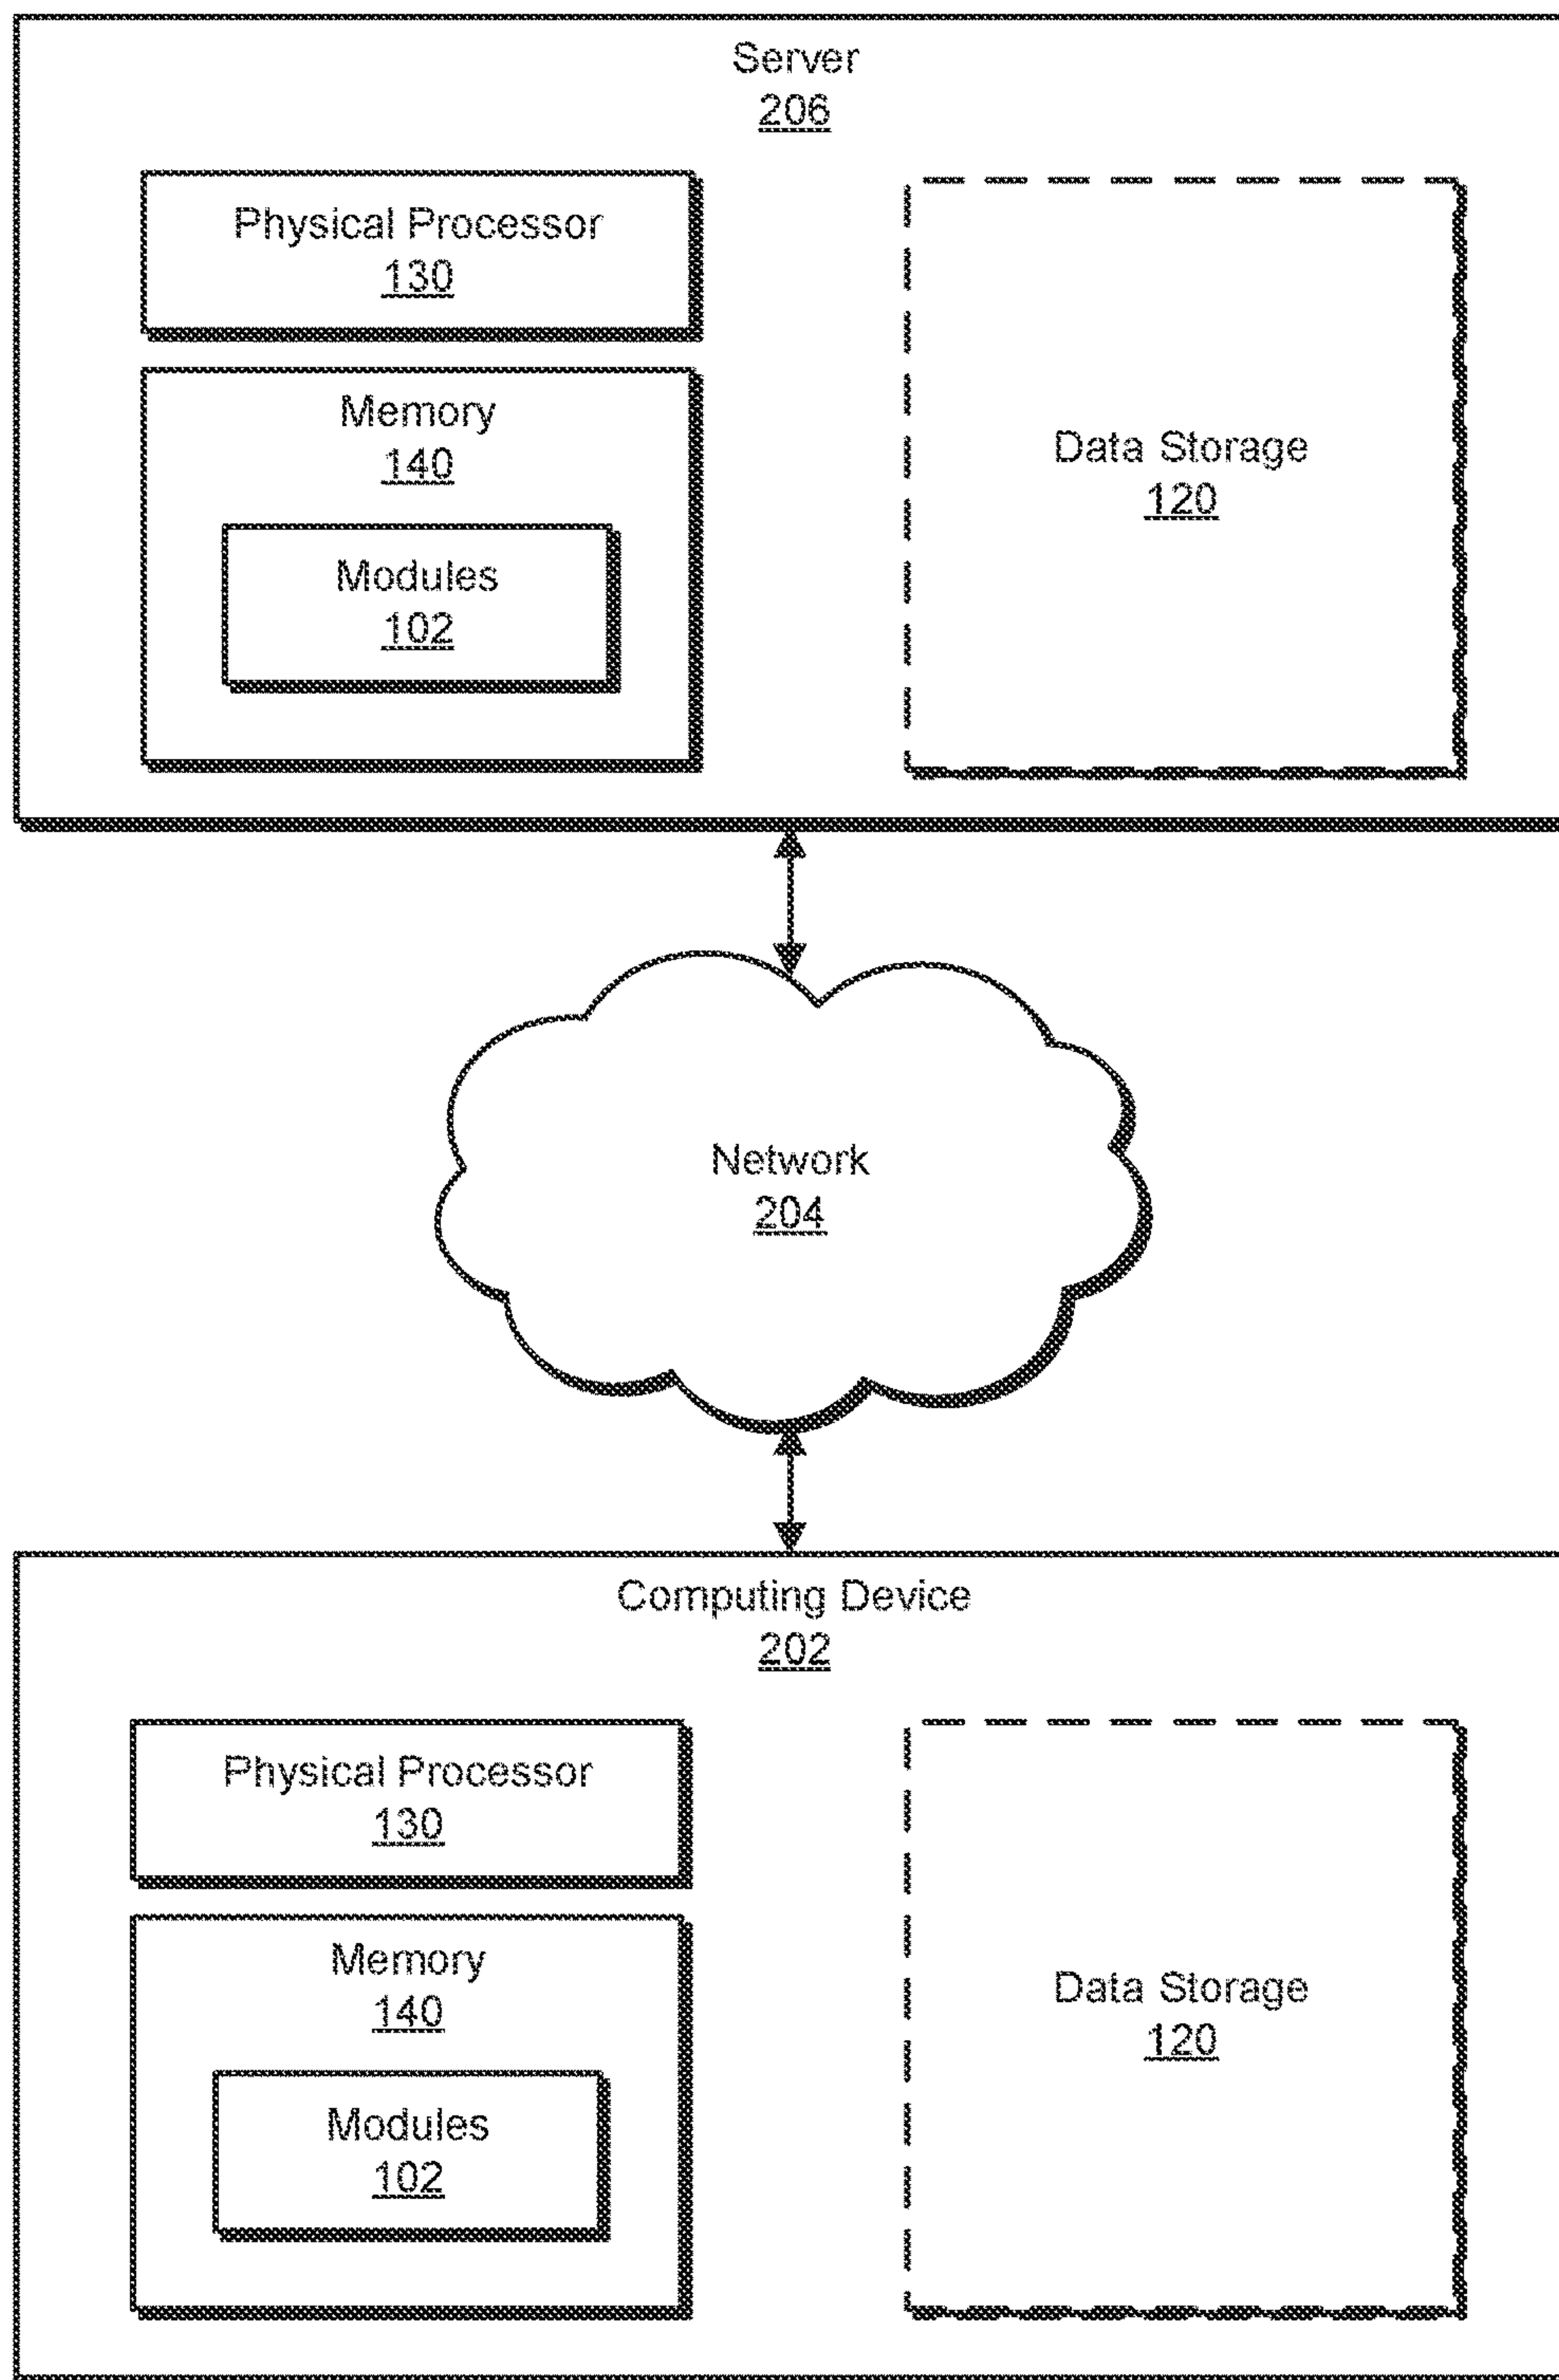 Server
206
Physical Processor
130
Memory
140
Modules
102
Data Storage
120
Network
204
Computing Device
202
Physical Processor
130
Memory
140
Modules
102
Data Storage
120